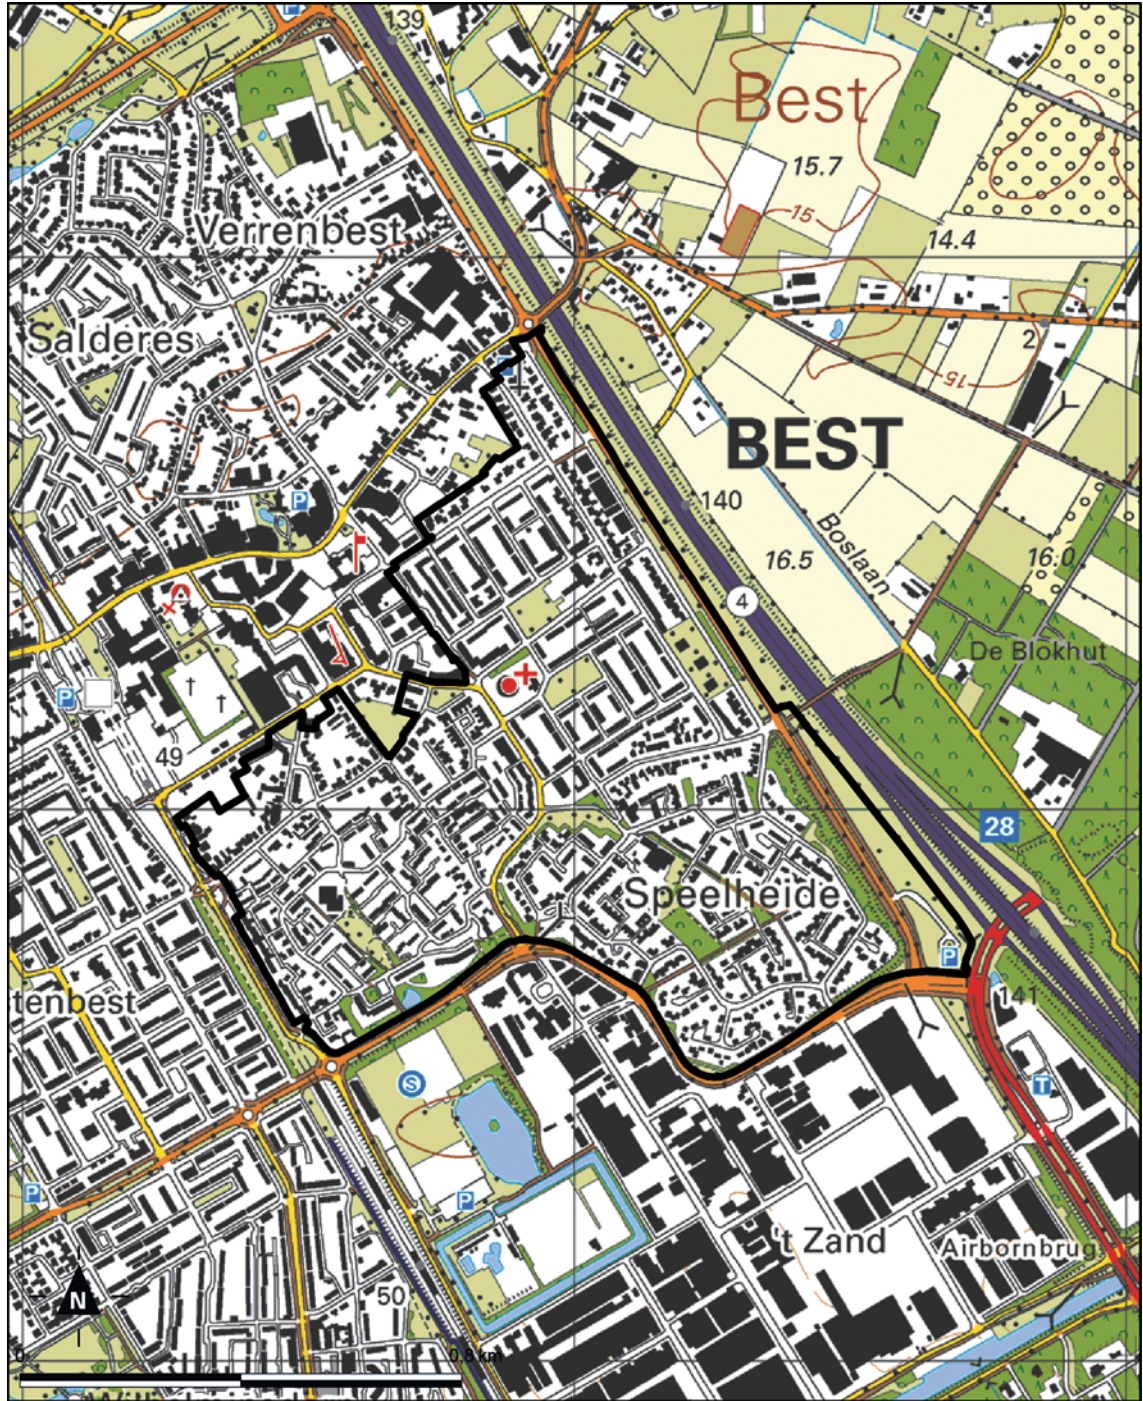 139
P
Best
15.7
15
14.4
Verrenbest
Salderes
2
15
BEST
P
140
Boslaan
16.0
16.5
4
De Blokhut
P
49
28
Speelheide
P
tenbest
141
S
T
P
P
't Zand
Airbornbrug
N
50
0
0.8 km